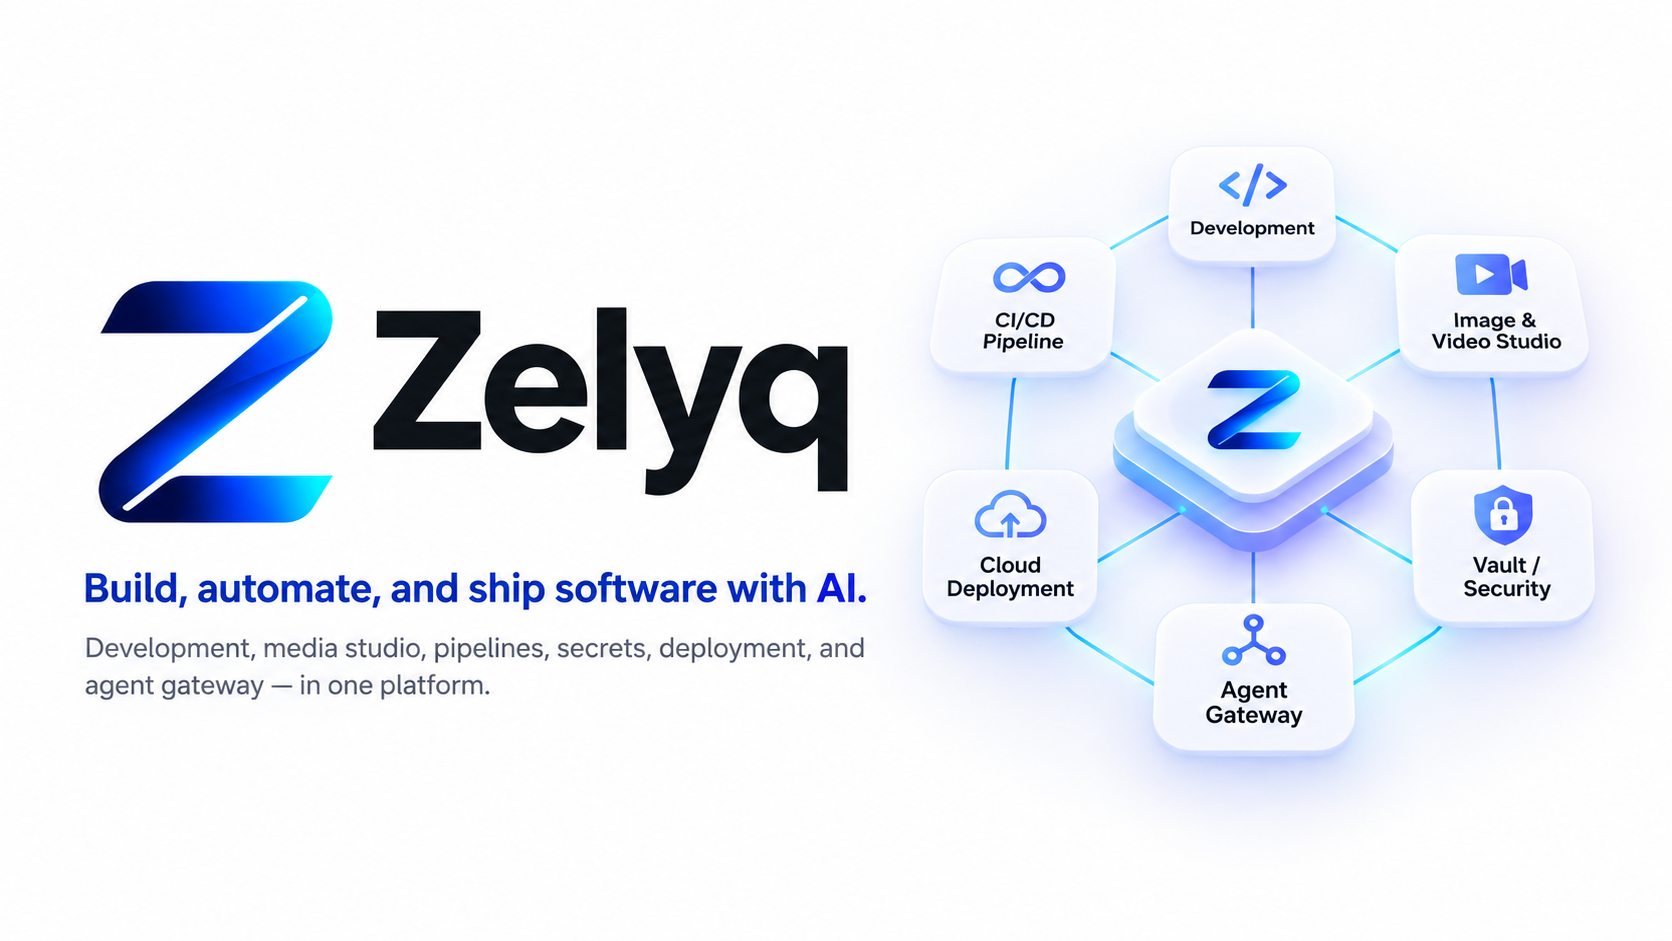 Zelyq
Build, automate, and ship software with AI.
Development, media studio, pipelines, secrets, deployment, and
agent gateway — in one platform.
</> Development
CI/CD
Pipeline
Image &
Video Studio
Cloud
Deployment
Vault /
Security
Agent
Gateway